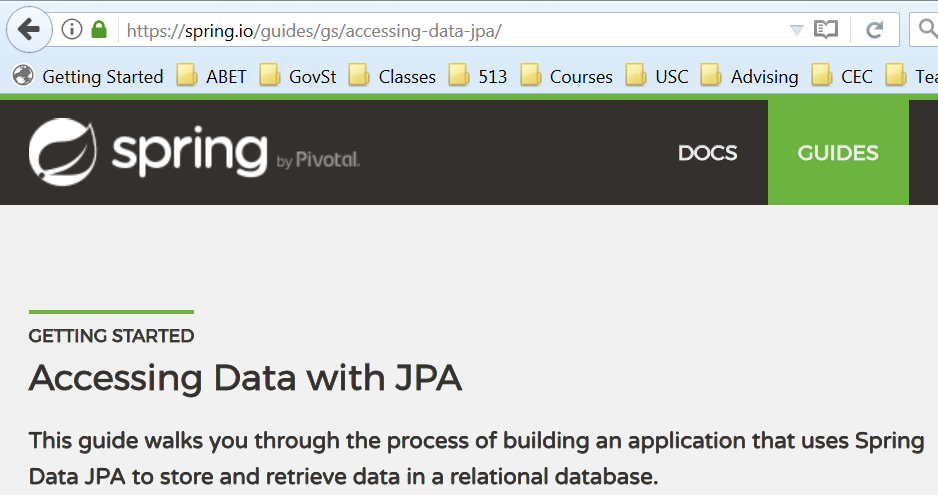 https://spring.io/guides/gs/accessing-data-jpa/
Getting Started ABET GovSt Classes 513 Courses USC Advising CEC Tea
spring by Pivotal. DOCS GUIDES
GETTING STARTED
Accessing Data with JPA
This guide walks you through the process of building an application that uses Spring
Data JPA to store and retrieve data in a relational database.